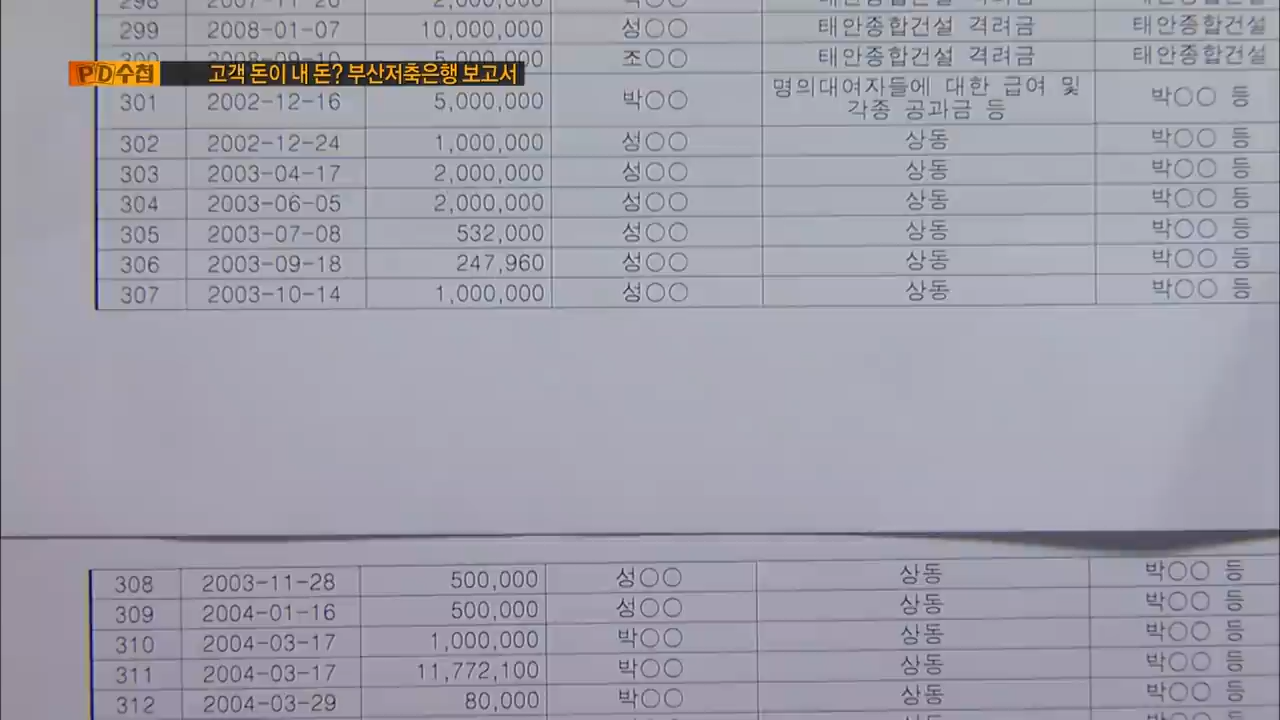 298 2007-11-20 2,000,000
299 2008-01-07 10,000,000 성○○ 태안종합건설 격려금 태안종합건설
300 5,000,000 조○○ 태안종합건설 격려금 태안종합건설
PD수첩 고객 돈이 내 돈? 부산저축은행 보고서
301 2002-12-16 5,000,000 박○○ 명의대여자들에 대한 급여 및 각종 공과금 등 박○○ 등
302 2002-12-24 1,000,000 성○○ 상동 박○○ 등
303 2003-04-17 2,000,000 성○○ 상동 박○○ 등
304 2003-06-05 2,000,000 성○○ 상동 박○○ 등
305 2003-07-08 532,000 성○○ 상동 박○○ 등
306 2003-09-18 247,960 성○○ 상동 박○○ 등
307 2003-10-14 1,000,000 성○○ 상동 박○○ 등
308 2003-11-28 500,000 성○○ 상동 박○○ 등
309 2004-01-16 500,000 성○○ 상동 박○○ 등
310 2004-03-17 1,000,000 박○○ 상동 박○○ 등
311 2004-03-17 11,772,100 박○○ 상동 박○○ 등
312 2004-03-29 80,000 박○○ 상동 박○○ 등